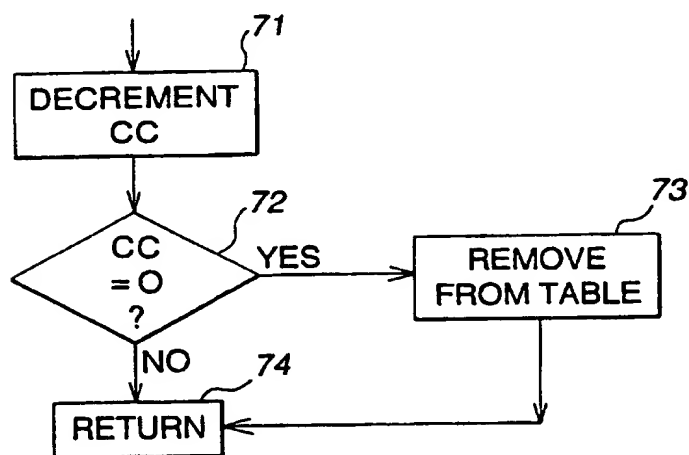 71
DECREMENT
CC
72
CC
= O
?
YES
73
REMOVE
FROM TABLE
NO
74
RETURN